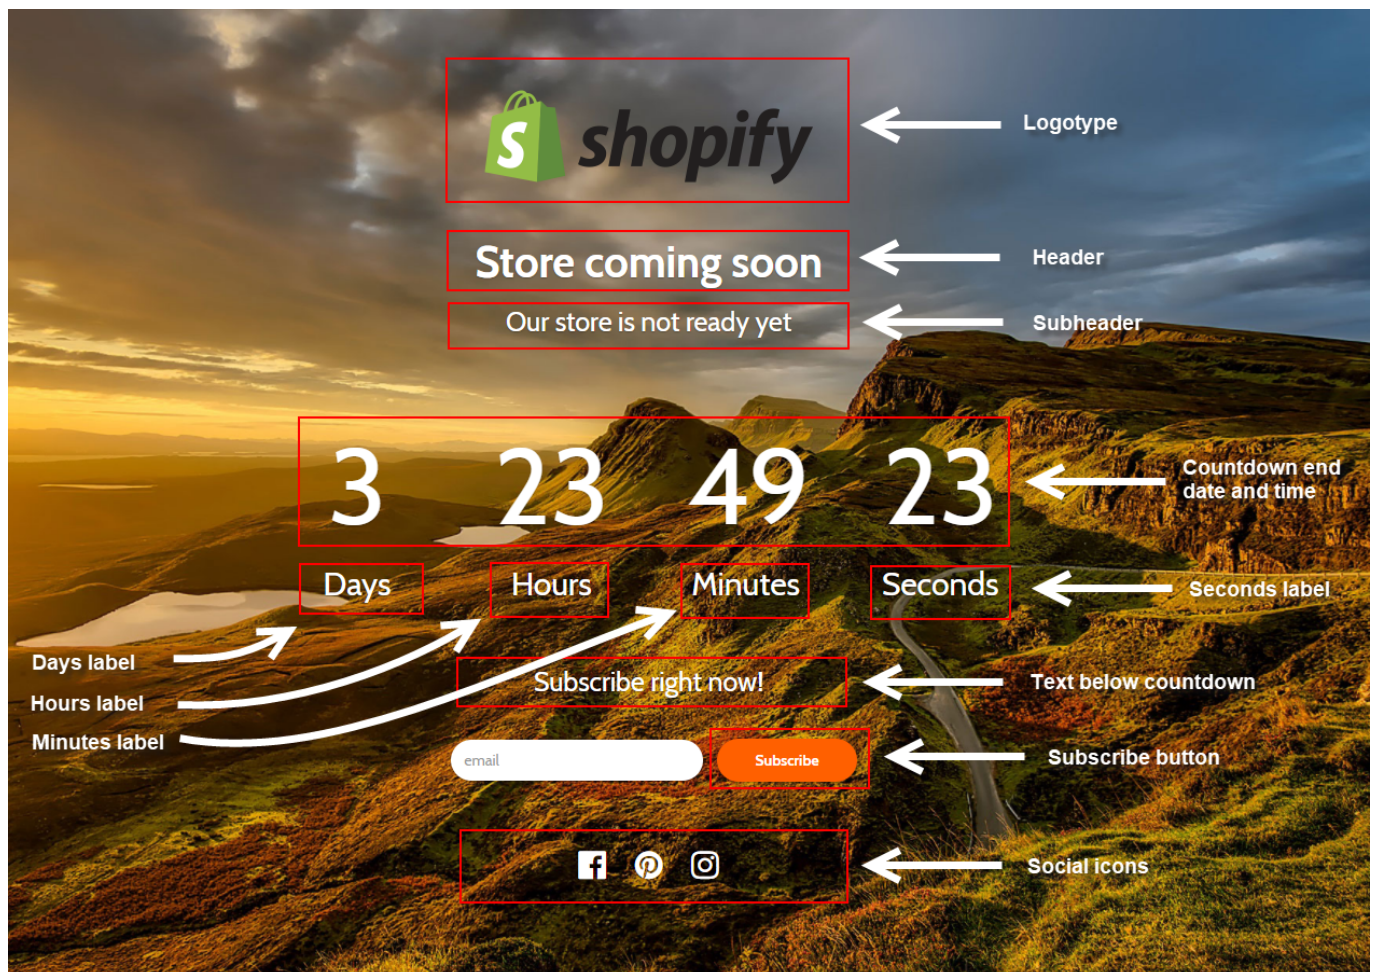 S shopify
Logotype
Store coming soon
Header
Our store is not ready yet
Subheader
3 23 49 23
Countdown end
date and time
Days Hours Minutes Seconds
Seconds label
Days label
Hours label
Minutes label
Subscribe right now!
Text below countdown
email
Subscribe
Subscribe button
Social icons